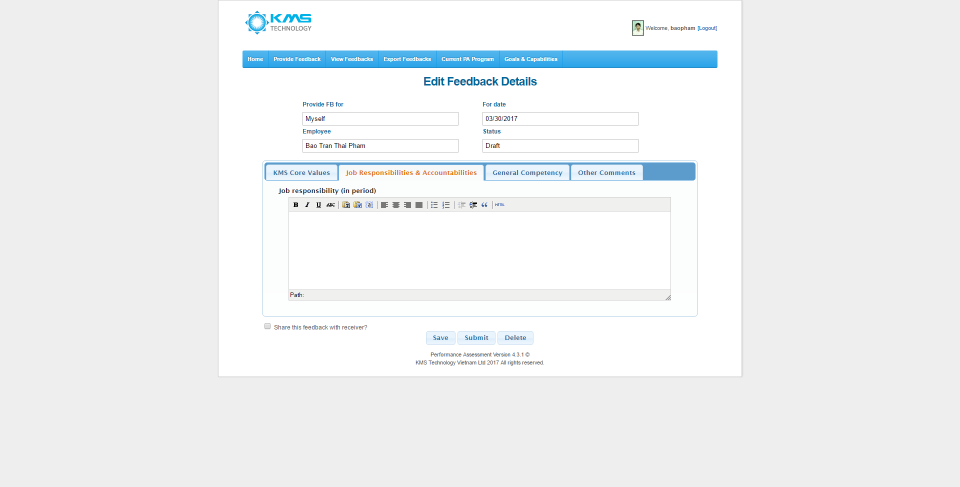 KMS
TECHNOLOGY
Welcome, baopham [Logout]
Home Provide Feedback View Feedbacks Export Feedbacks Current PA Program Goals & Capabilities
Edit Feedback Details
Provide FB for For date
Myself 03/30/2017
Employee Status
Bao Tran Thai Pham Draft
KMS Core Values Job Responsibilities & Accountabilities General Competency Other Comments
Job responsibility (in period)
B I U ABC HTML
Path:
Share this feedback with receiver?
Save Submit Delete
Performance Assessment Version 4.3.1 ©
KMS Technology Vietnam Ltd 2017 All rights reserved.